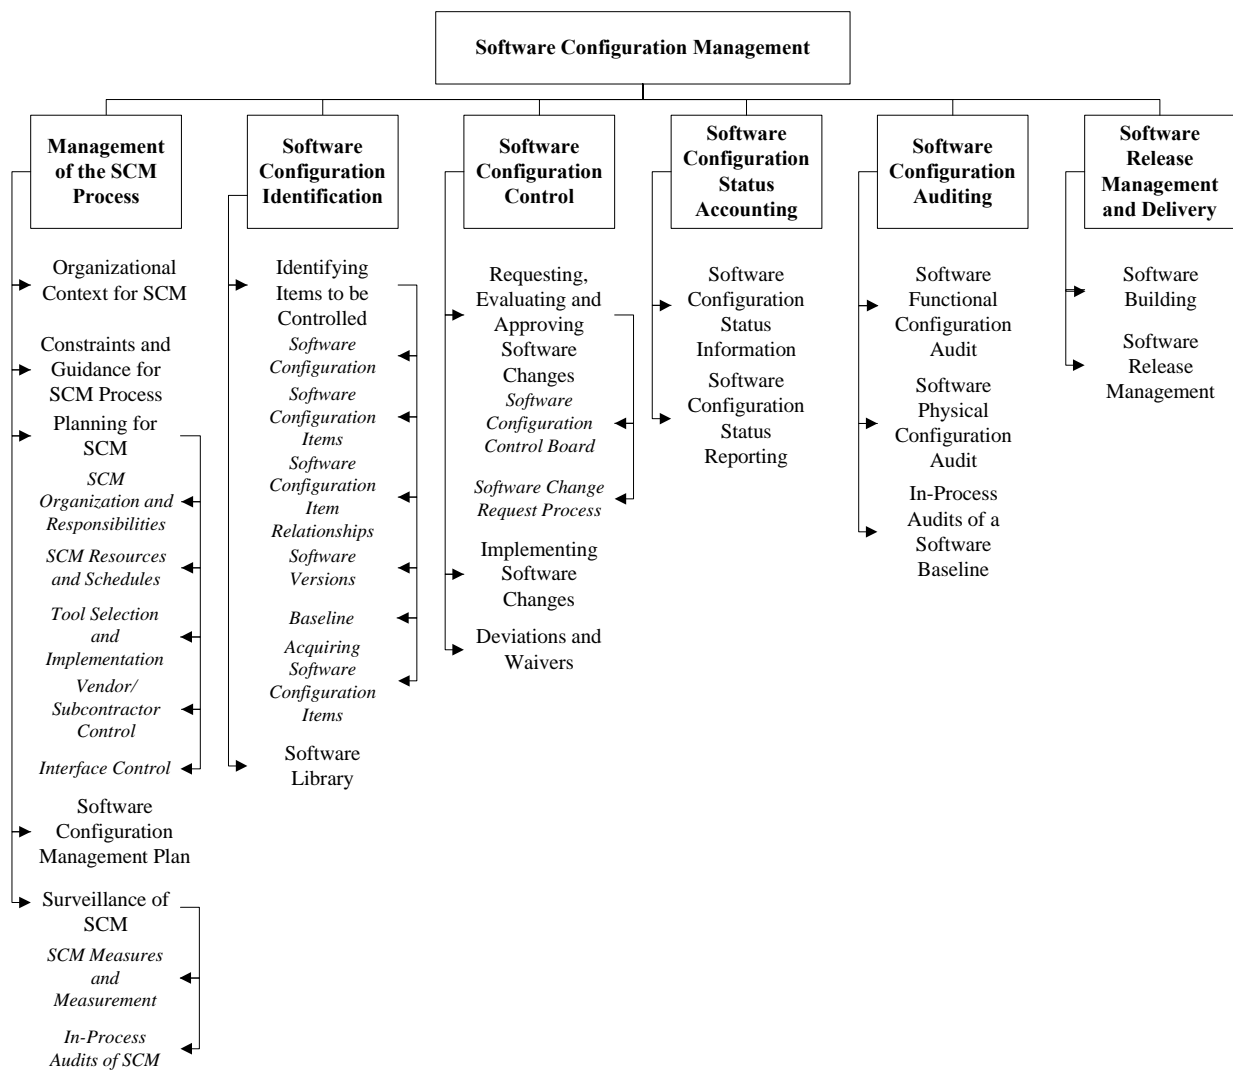 Software Configuration Management
Management
of the SCM
Process
Organizational
Context for SCM
Constraints and
Guidance for
SCM Process
Planning for
SCM
SCM
Organization and
Responsibilities
SCM Resources
and Schedules
Tool Selection
and
Implementation
Vendor/
Subcontractor
Control
Interface Control
Software
Configuration
Management Plan
Surveillance of
SCM
SCM Measures
and
Measurement
In-Process
Audits of SCM
Software
Configuration
Identification
Identifying
Items to be
Controlled
Software
Configuration
Software
Configuration
Items
Software
Configuration
Item
Relationships
Software
Versions
Baseline
Acquiring
Software
Configuration
Items
Software
Library
Software
Configuration
Control
Requesting,
Evaluating and
Approving
Software
Changes
Software
Configuration
Control Board
Software Change
Request Process
Implementing
Software
Changes
Deviations and
Waivers
Software
Configuration
Status
Accounting
Software
Configuration
Status
Information
Software
Configuration
Status
Reporting
Software
Configuration
Auditing
Software
Functional
Configuration
Audit
Software
Physical
Configuration
Audit
In-Process
Audits of a
Software
Baseline
Software
Release
Management
and Delivery
Software
Building
Software
Release
Management